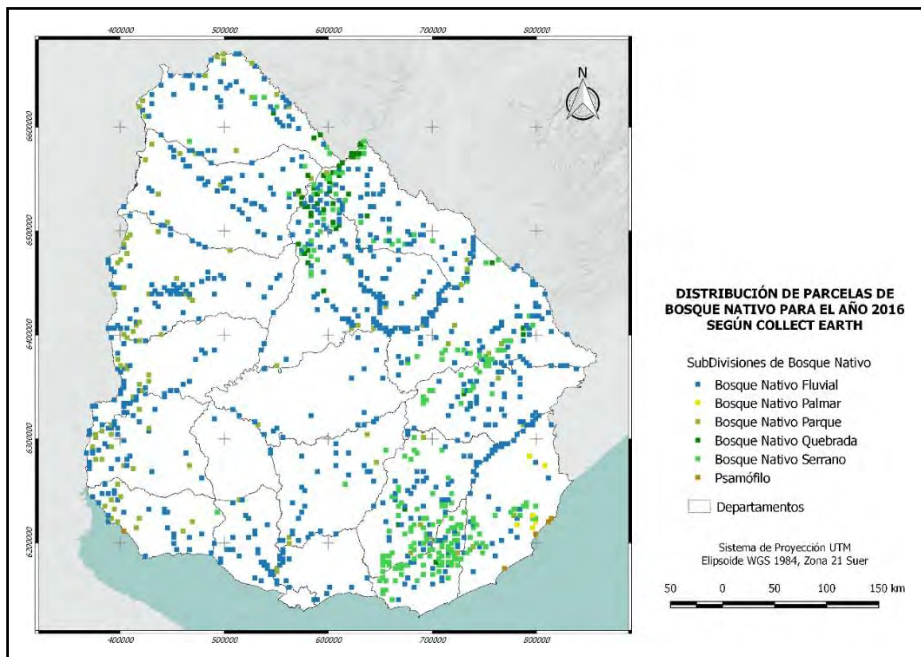 400000 500000 600000 700000 800000
N
6600000
6500000
6400000
6300000
6200000
400000 500000 600000 700000 800000
DISTRIBUCIÓN DE PARCELAS DE
BOSQUE NATIVO PARA EL AÑO 2016
SEGÚN COLLECT EARTH
SubDivisiones de Bosque Nativo
Bosque Nativo Fluvial
Bosque Nativo Palmar
Bosque Nativo Parque
Bosque Nativo Quebrada
Bosque Nativo Serrano
Psamófilo
Departamentos
Sistema de Proyección UTM
Elipsoide WGS 1984, Zona 21 Suer
50 0 50 100 150 km